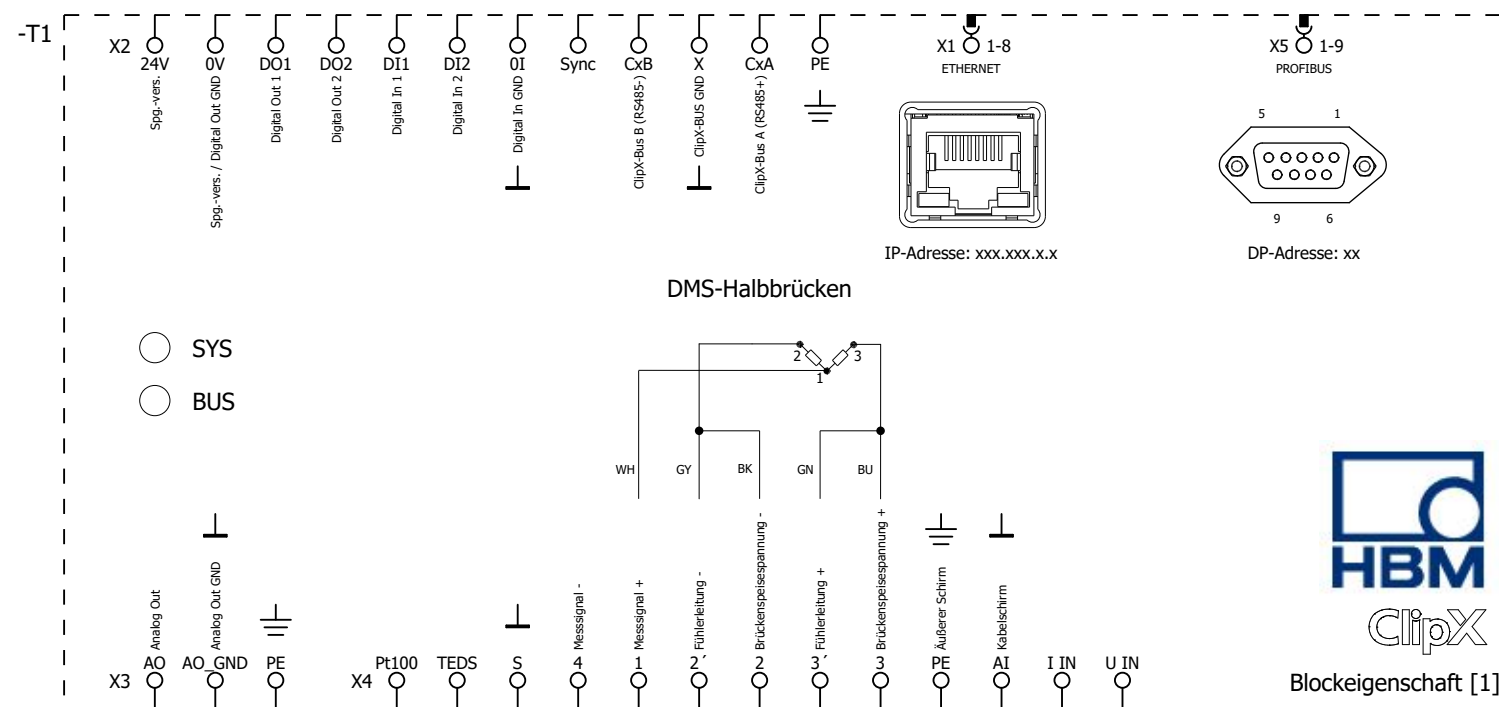 -T1
X2
24V
0V
DO1
DO2
DI1
DI2
0I
Sync
CxB
X
CxA
PE
X1 1-8
ETHERNET
X5 1-9
PROFIBUS
Spg.-vers.
Spg.-vers. / Digital Out GND
Digital Out 1
Digital Out 2
Digital In 1
Digital In 2
Digital In GND
ClipX-Bus B (RS485-)
ClipX-BUS GND
ClipX-Bus A (RS485+)
5 1
9 6
IP-Adresse: xxx.xxx.x.x
DP-Adresse: xx
DMS-Halbbrücken
SYS
BUS
2 3
1
WH
GY
BK
GN
BU
HBM
ClipX
Blockeigenschaft [1]
Analog Out
Analog Out GND
Messsignal -
Messsignal +
Fühlerleitung -
Brückenspeisespannung -
Fühlerleitung +
Brückenspeisespannung +
Äußerer Schirm
Kabelschirm
X3
AO
AO_GND
PE
X4
Pt100
TEDS
S
4
1
2´
2
3´
3
PE
AI
I IN
U IN